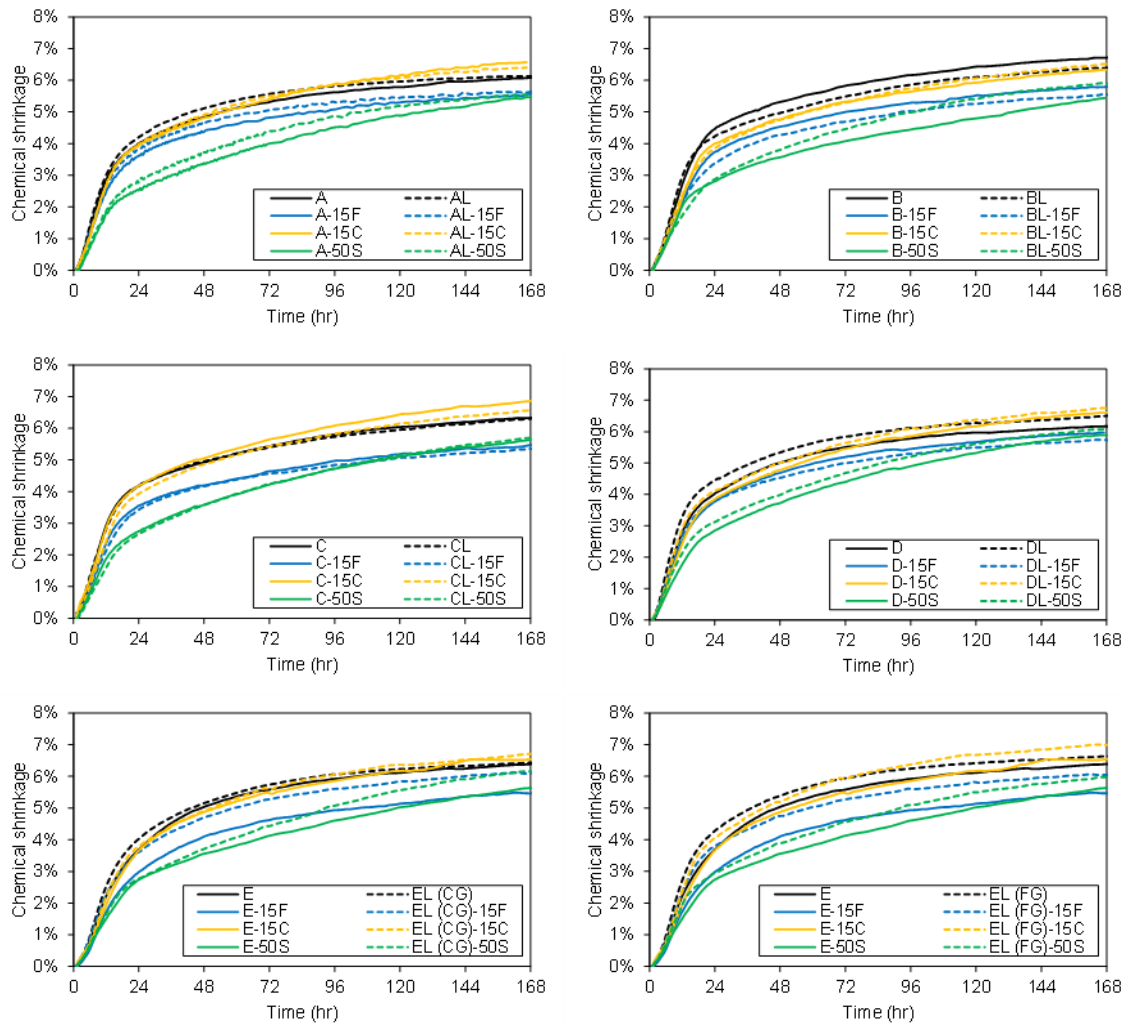 8%
7%
6%
5%
4%
3%
2%
1%
0%
Chemical shrinkage
A AL
A-15F AL-15F
A-15C AL-15C
A-50S AL-50S
0 24 48 72 96 120 144 168
Time (hr)
8%
7%
6%
5%
4%
3%
2%
1%
0%
Chemical shrinkage
B BL
B-15F BL-15F
B-15C BL-15C
B-50S BL-50S
0 24 48 72 96 120 144 168
Time (hr)
8%
7%
6%
5%
4%
3%
2%
1%
0%
Chemical shrinkage
C CL
C-15F CL-15F
C-15C CL-15C
C-50S CL-50S
0 24 48 72 96 120 144 168
Time (hr)
8%
7%
6%
5%
4%
3%
2%
1%
0%
Chemical shrinkage
D DL
D-15F DL-15F
D-15C DL-15C
D-50S DL-50S
0 24 48 72 96 120 144 168
Time (hr)
8%
7%
6%
5%
4%
3%
2%
1%
0%
Chemical shrinkage
E EL (CG)
E-15F EL (CG)-15F
E-15C EL (CG)-15C
E-50S EL (CG)-50S
0 24 48 72 96 120 144 168
Time (hr)
8%
7%
6%
5%
4%
3%
2%
1%
0%
Chemical shrinkage
E EL (FG)
E-15F EL (FG)-15F
E-15C EL (FG)-15C
E-50S EL (FG)-50S
0 24 48 72 96 120 144 168
Time (hr)